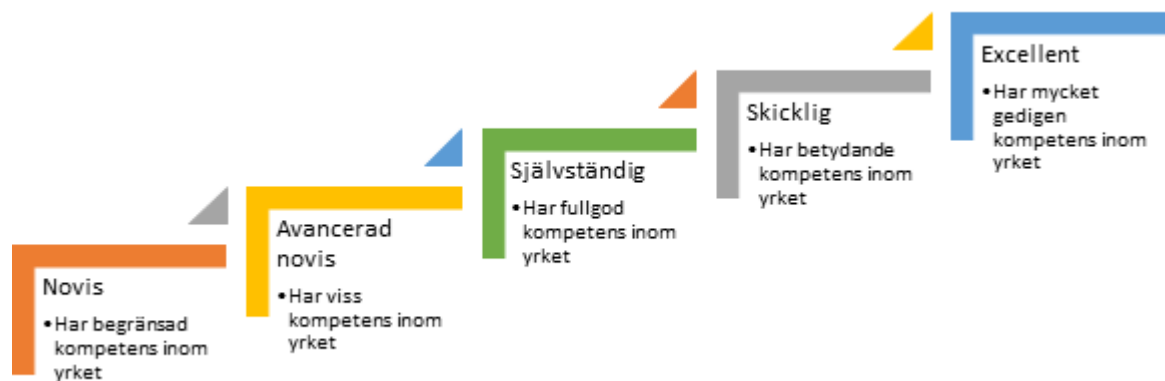 Novis
•Har begränsad
kompetens inom
yrket
Avancerad
novis
•Har viss
kompetens inom
yrket
Självständig
•Har fullgod
kompetens inom
yrket
Skicklig
•Har betydande
kompetens inom
yrket
Excellent
•Har mycket
gedigen
kompetens inom
yrket